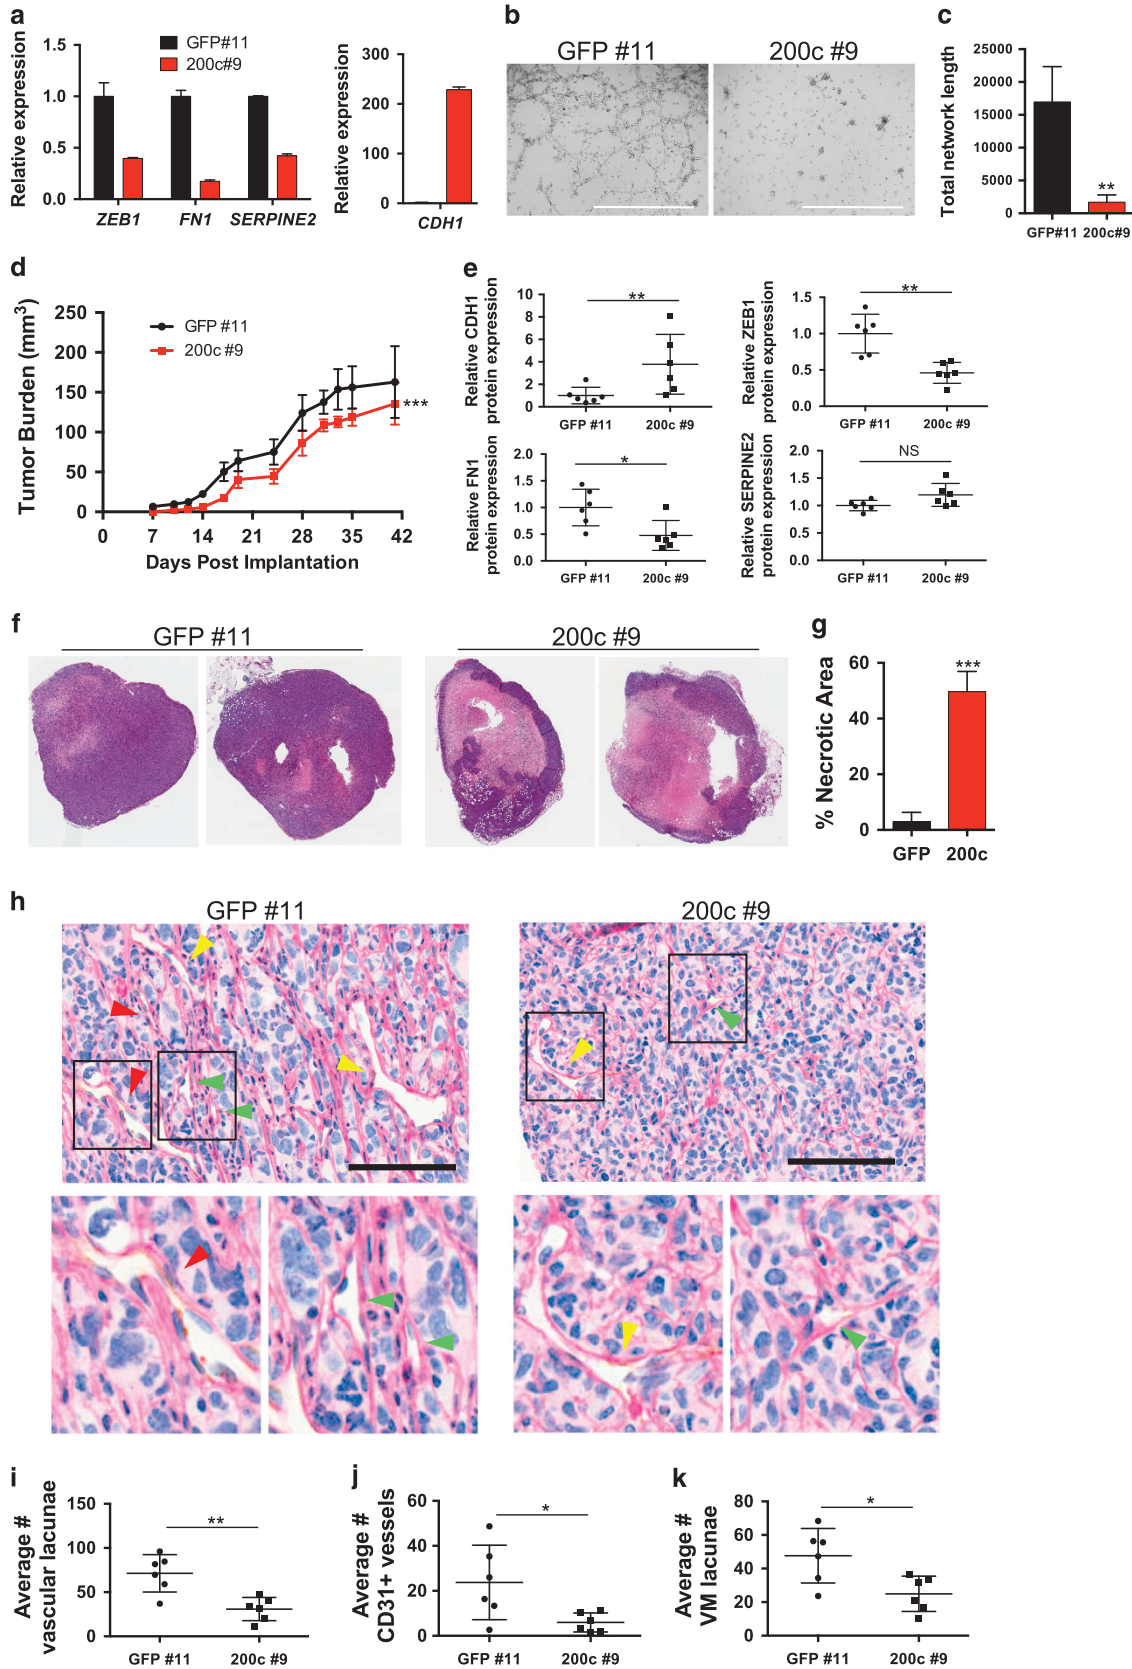 a
Relative expression
1.5
1.0
0.5
0.0
GFP#11
200c#9
ZEB1
FN1
SERPINE2
Relative expression
300
200
100
0
CDH1
b
GFP #11
200c #9
c
Total network length
25000
20000
15000
10000
5000
0
**
GFP#11
200c#9
d
Tumor Burden (mm3)
250
200
150
100
50
0
GFP #11
200c #9
***
0
7
14
21
28
35
42
Days Post Implantation
e
Relative CDH1
protein expression
10
8
6
4
2
0
**
GFP #11
200c #9
Relative ZEB1
protein expression
1.5
1.0
0.5
0.0
**
GFP #11
200c #9
Relative FN1
protein expression
2.0
1.5
1.0
0.5
0.0
*
GFP #11
200c #9
Relative SERPINE2
protein expression
2.0
1.5
1.0
0.5
0.0
NS
GFP #11
200c #9
f
GFP #11
200c #9
g
% Necrotic Area
60
40
20
0
***
GFP
200c
h
GFP #11
200c #9
i
Average #
vascular lacunae
150
100
50
0
**
GFP #11
200c #9
j
Average #
CD31+ vessels
60
40
20
0
*
GFP #11
200c #9
k
Average #
VM lacunae
80
60
40
20
0
*
GFP #11
200c #9